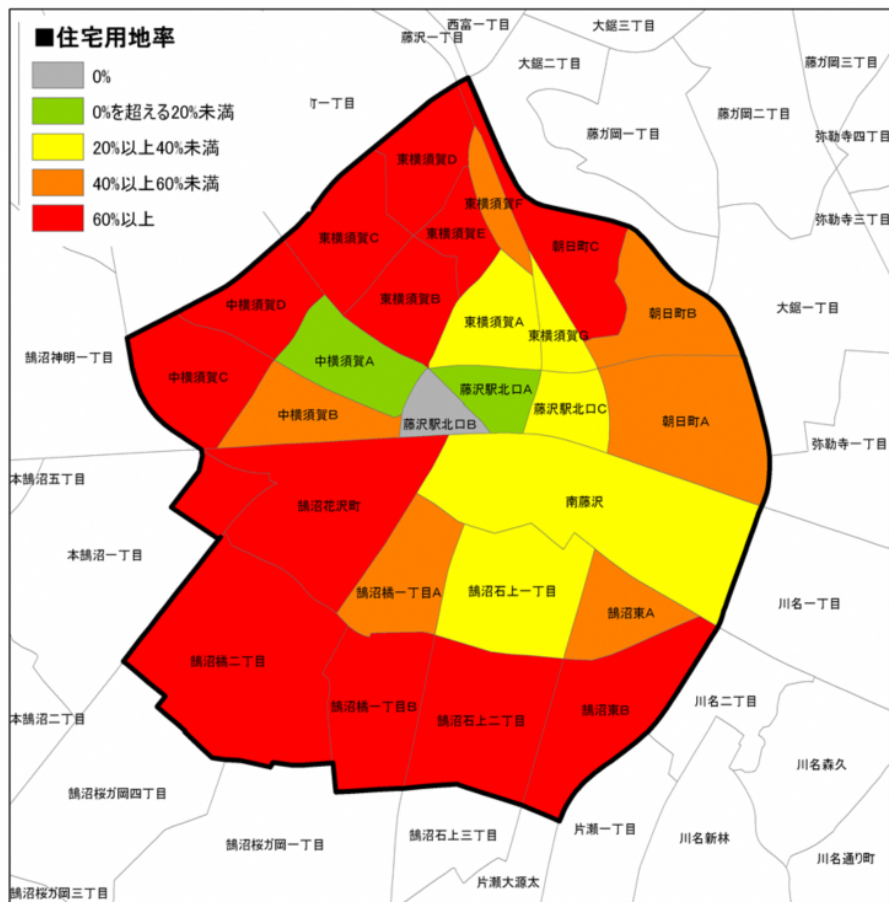 ■住宅用地率
0%
0%を超える20%未満
20%以上40%未満
40%以上60%未満
60%以上
西富一丁目
大鋸三丁目
藤沢一丁目
大鋸二丁目
藤が岡三丁目
町一丁目
藤が岡二丁目
藤が岡一丁目
弥勒寺四丁目
東横須賀D
東横須賀F
弥勒寺三丁目
東横須賀C
東横須賀E
朝日町C
中横須賀D
東横須賀B
大鋸一丁目
朝日町B
東横須賀A
東横須賀G
鵠沼神明一丁目
中横須賀A
中横須賀C
藤沢駅北口A
藤沢駅北口C
中横須賀B
藤沢駅北口B
朝日町A
弥勒寺一丁目
本鵠沼五丁目
鵠沼花沢町
南藤沢
本鵠沼一丁目
鵠沼橘一丁目A
鵠沼石上一丁目
鵠沼東A
川名一丁目
鵠沼橘二丁目
川名二丁目
鵠沼橘一丁目B
鵠沼石上二丁目
鵠沼東B
本鵠沼二丁目
川名森久
鵠沼桜が岡四丁目
鵠沼桜が岡一丁目
鵠沼石上三丁目
片瀬一丁目
川名新林
川名通り町
片瀬大源太
鵠沼桜が岡三丁目